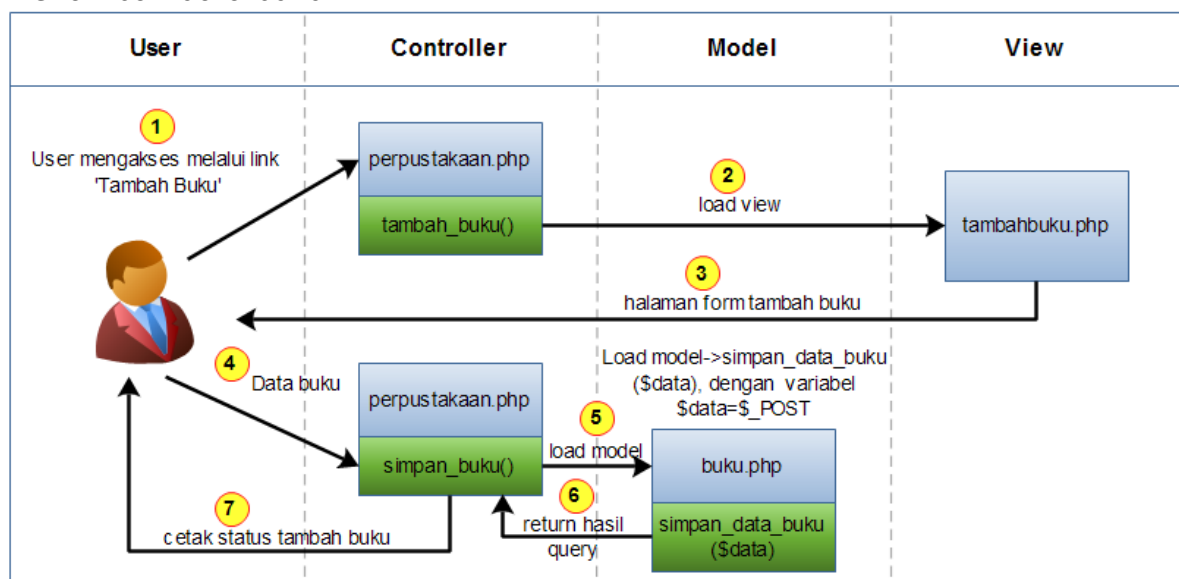 User
Controller
Model
View
1
User mengakses melalui link
'Tambah Buku'
perpustakaan.php
tambah_buku()
2
load view
tambahbuku.php
3
halaman form tambah buku
4
Data buku
perpustakaan.php
simpan_buku()
Load model->simpan_data_buku
($data), dengan variabel
$data=$_POST
5
load model
buku.php
simpan_data_buku
($data)
6
return hasil
query
7
cetak status tambah buku